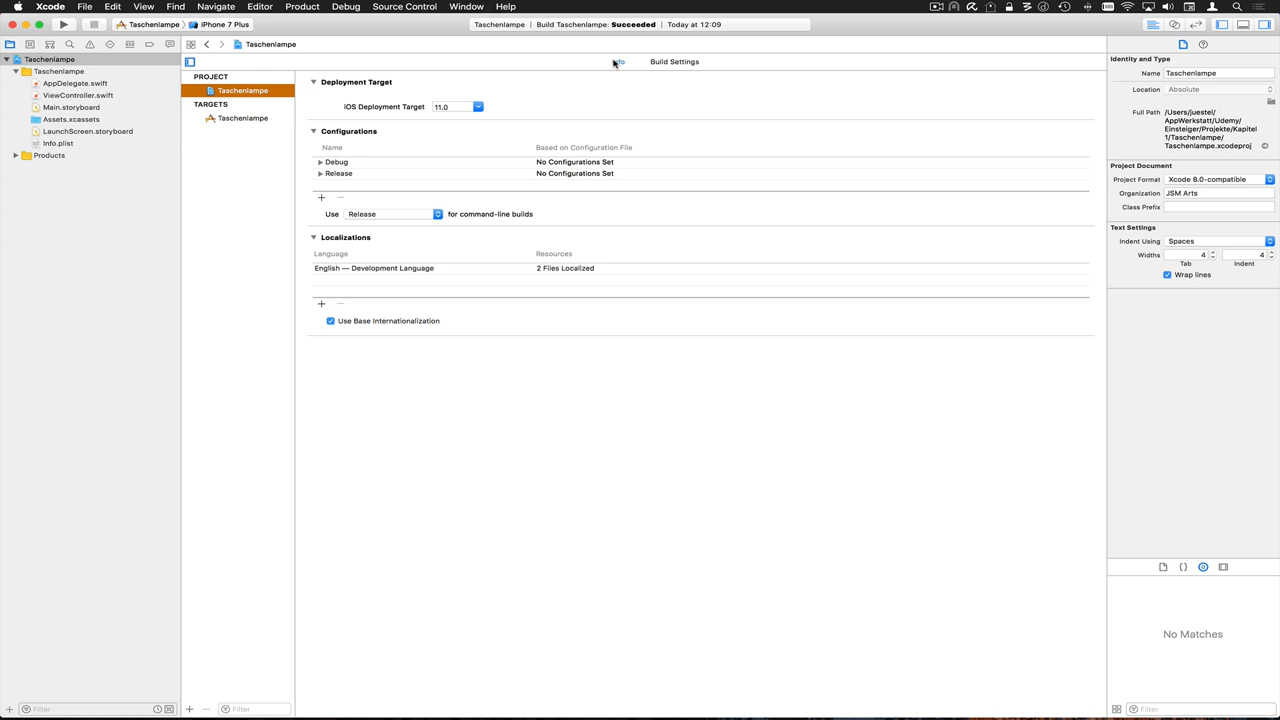 Xcode File Edit View Find Navigate Editor Product Debug Source Control Window Help
Taschenlampe iPhone 7 Plus
Taschenlampe | Build Taschenlampe: Succeeded | Today at 12:09
Taschenlampe
Taschenlampe
AppDelegate.swift
ViewController.swift
Main.storyboard
Assets.xcassets
LaunchScreen.storyboard
Info.plist
Products
Filter
Taschenlampe
Build Settings
PROJECT
Taschenlampe
TARGETS
Taschenlampe
Filter
Deployment Target
iOS Deployment Target 11.0
Configurations
Name Based on Configuration File
Debug No Configurations Set
Release No Configurations Set
Use Release for command-line builds
Localizations
Language Resources
English — Development Language 2 Files Localized
Use Base Internationalization
Identity and Type
Name Taschenlampe
Location Absolute
Full Path /Users/juestel/
AppWerkstatt/Udemy/
Einsteiger/Projekte/Kapitel
1/Taschenlampe/
Taschenlampe.xcodeproj
Project Document
Project Format Xcode 8.0-compatible
Organization JSM Arts
Class Prefix
Text Settings
Indent Using Spaces
Widths 4 4
Tab Indent
Wrap lines
No Matches
Filter